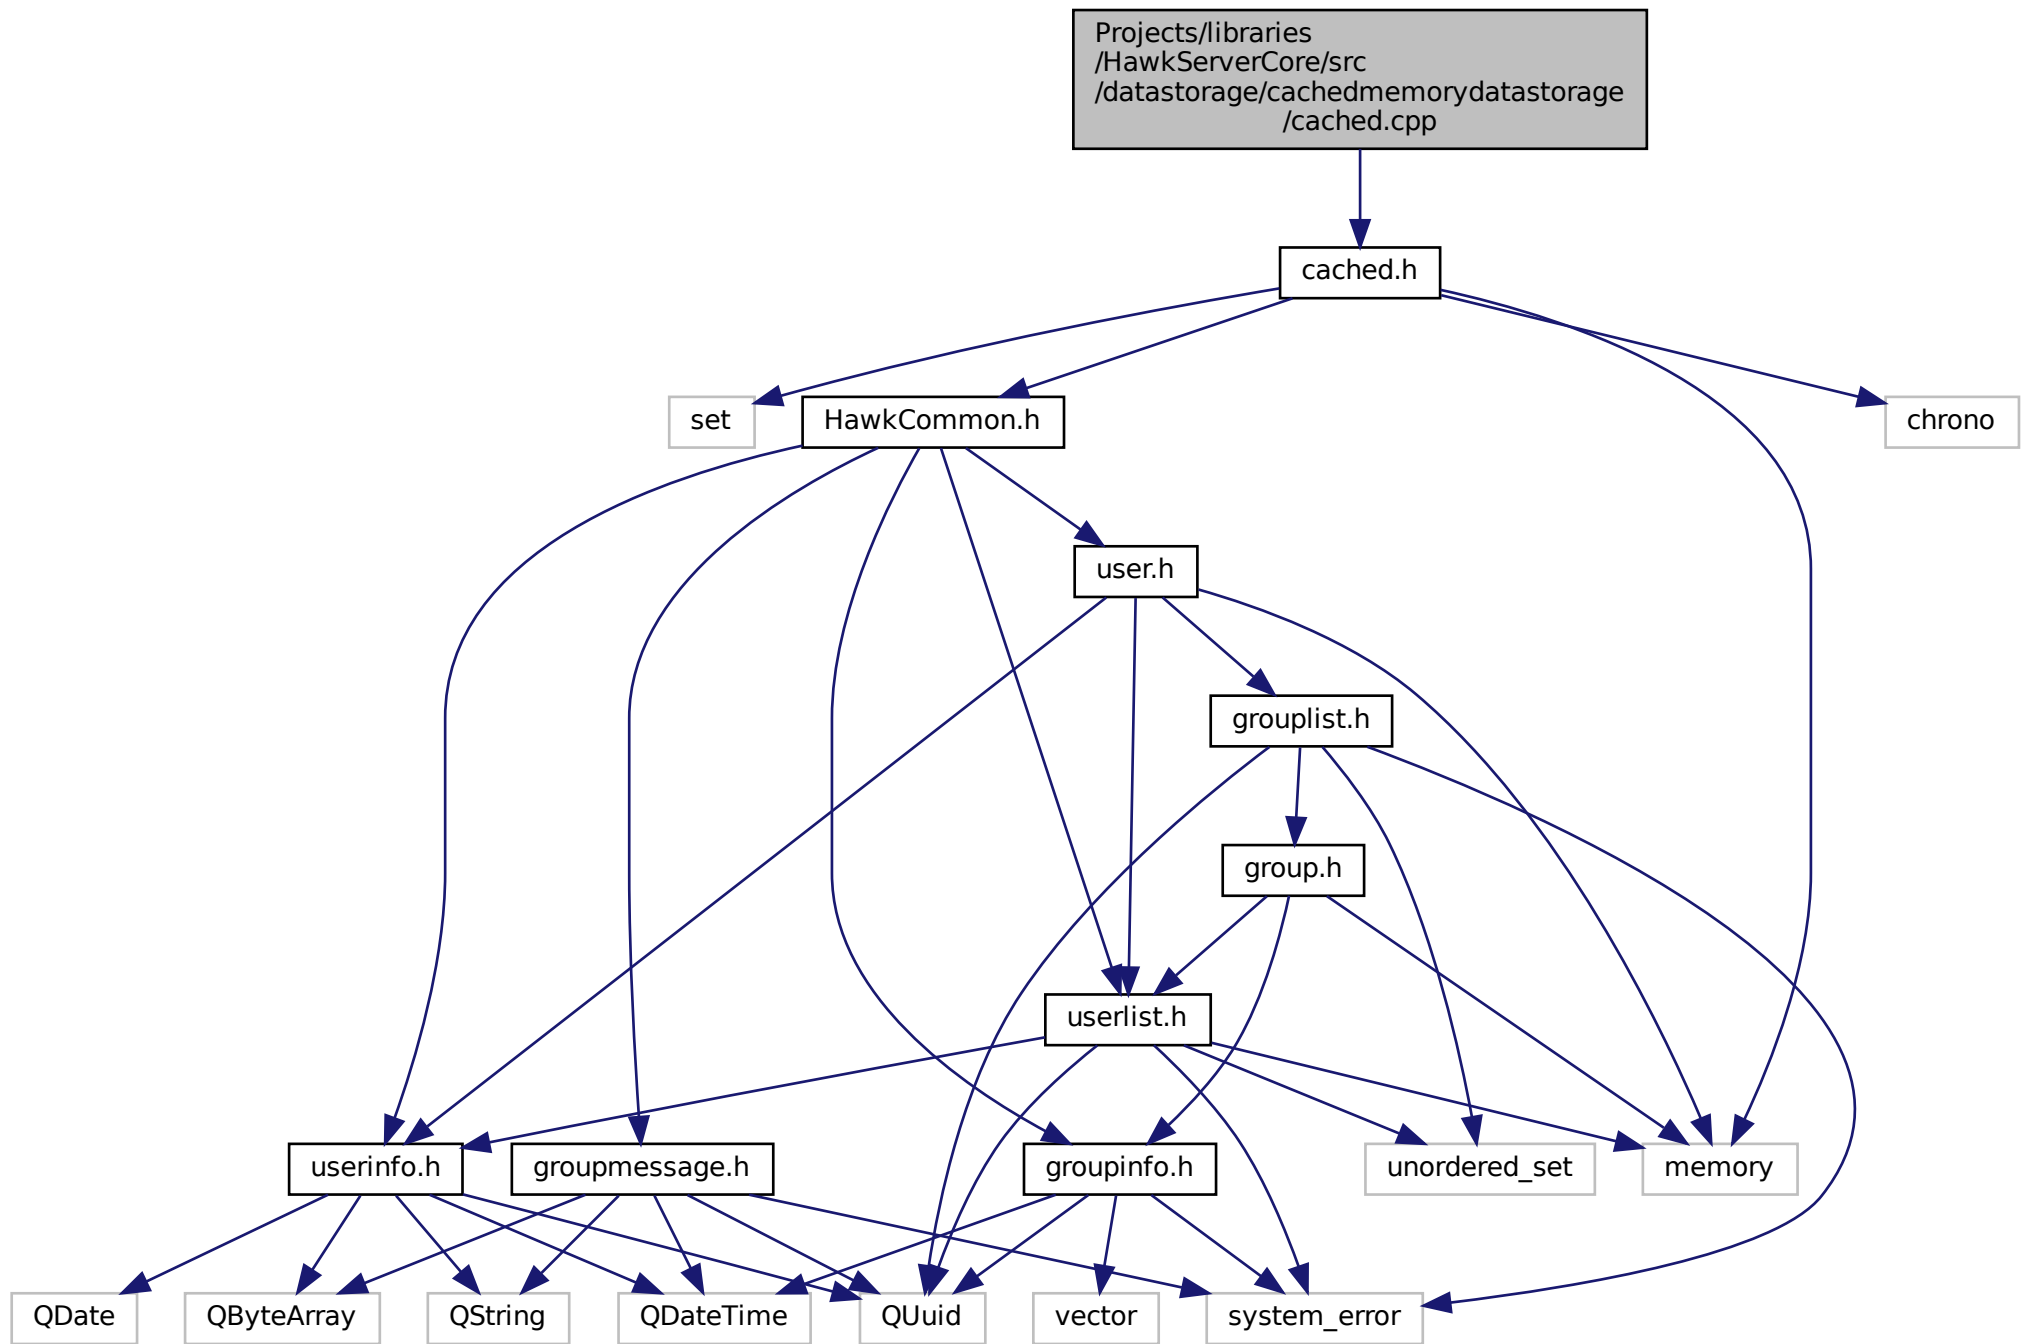 Projects/libraries
/HawkServerCore/src
/datastorage/cachedmemorydatastorage
/cached.cpp
cached.h
set
HawkCommon.h
chrono
user.h
grouplist.h
group.h
userlist.h
userinfo.h
groupmessage.h
groupinfo.h
unordered_set
memory
QDate
QByteArray
QString
QDateTime
QUuid
vector
system_error